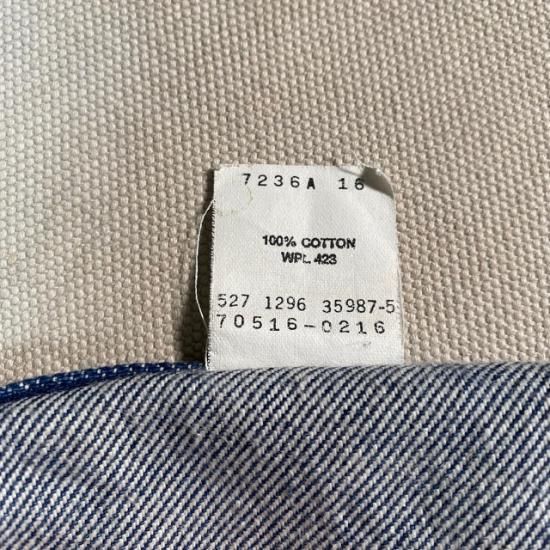 7236A 16
100% COTTON
WPL 423
527 1296 35987-5
70516-0216